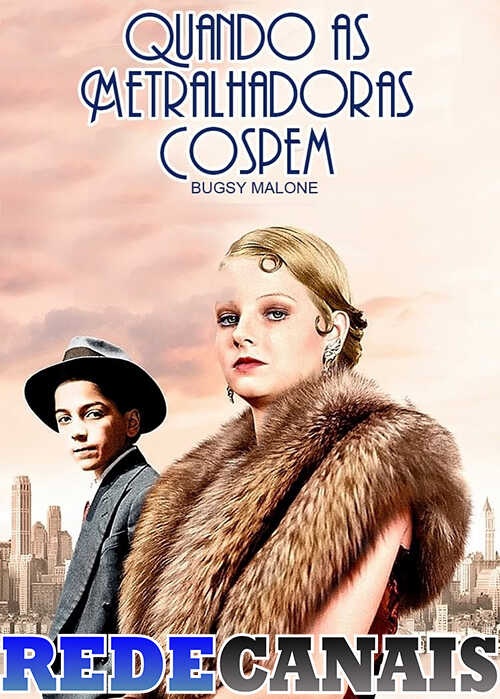 QUANDO AS
METRALHADORAS
COSPEM
BUGSY MALONE
REDECANAIS